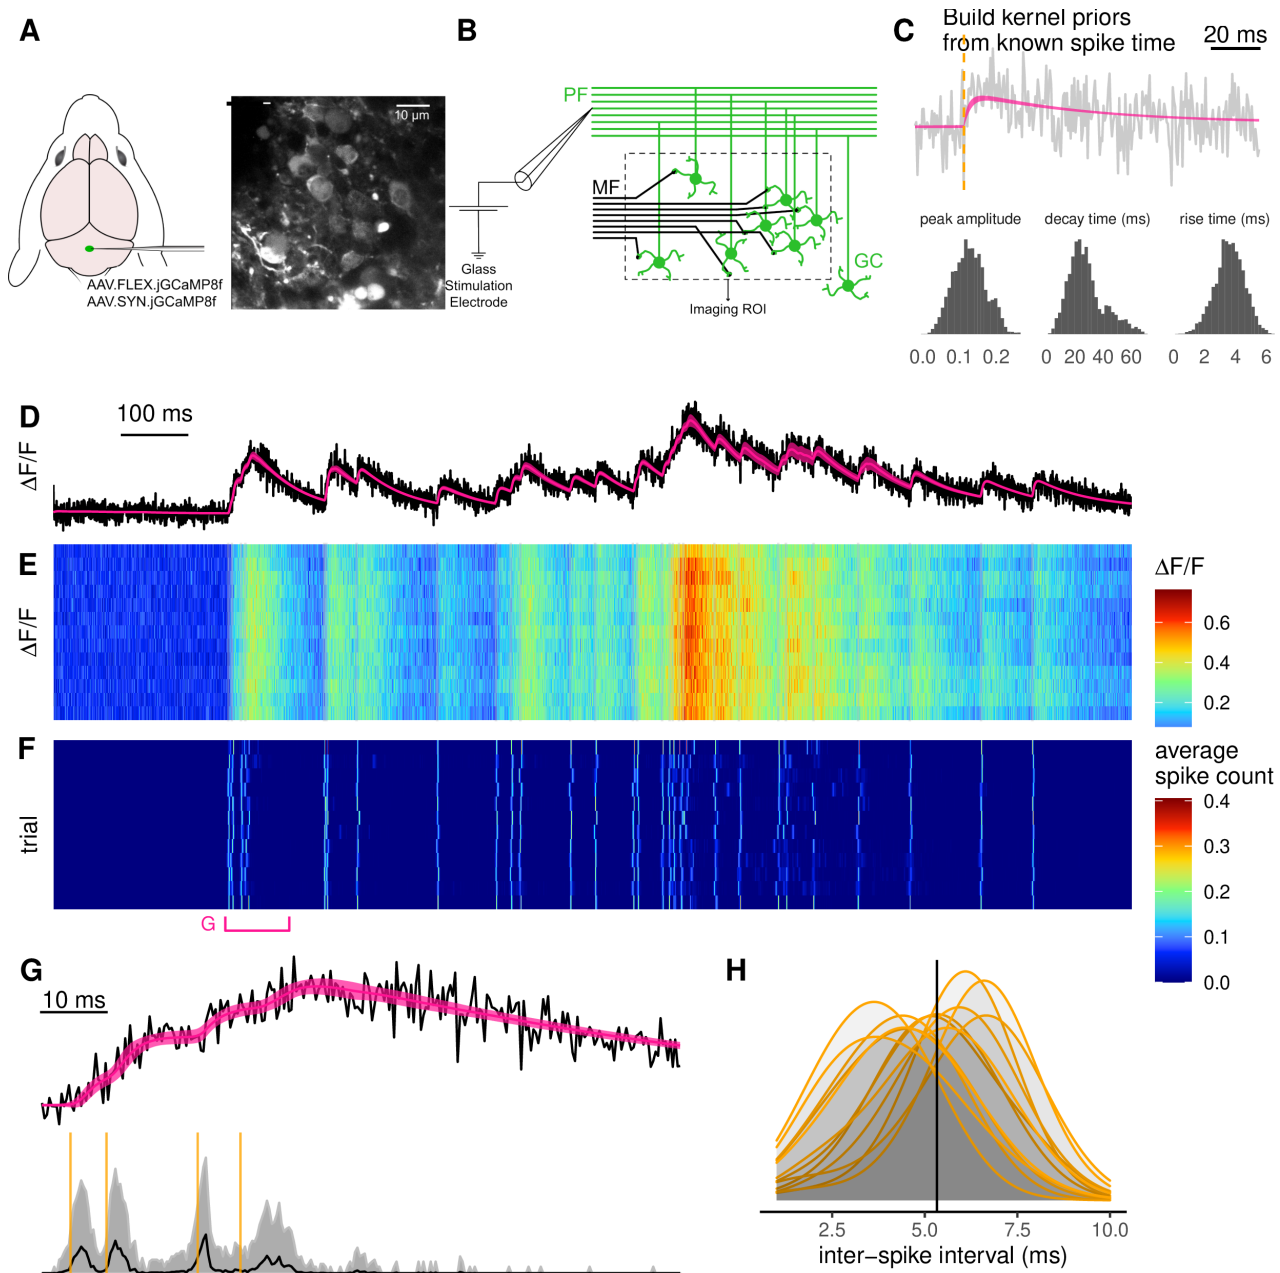 A
AAV.FLEX.jGCaMP8f
AAV.SYN.jGCaMP8f
10 µm
B
PF
MF
GC
Glass
Stimulation
Electrode
Imaging ROI
C
Build kernel priors
from known spike time
20 ms
peak amplitude
decay time (ms)
rise time (ms)
0.0 0.1 0.2
0 20 40 60
0 2 4 6
D
100 ms
ΔF/F
E
ΔF/F
ΔF/F
0.6
0.4
0.2
F
trial
average
spike count
0.4
0.3
0.2
0.1
0.0
G
G
10 ms
H
2.5 5.0 7.5 10.0
inter−spike interval (ms)